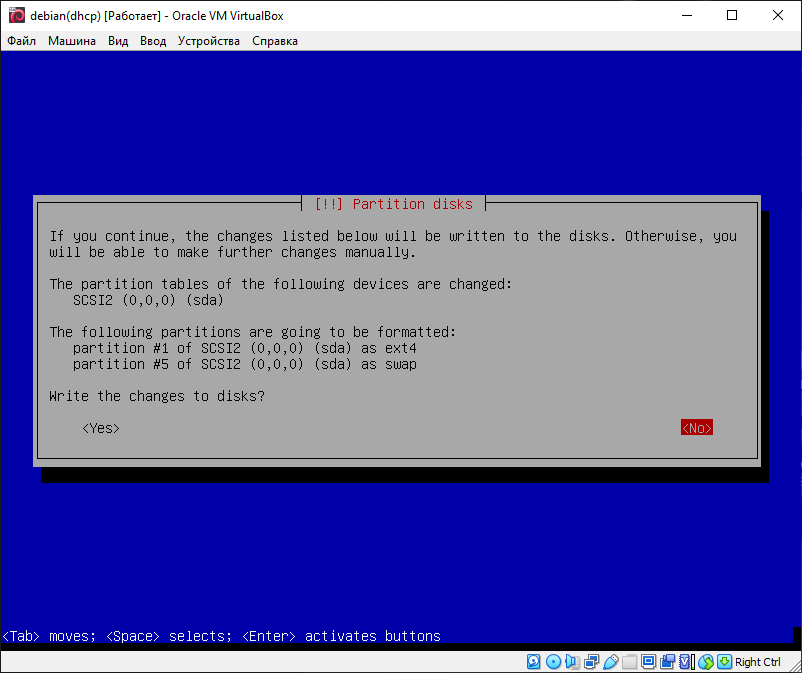 debian(dhcp) [Работает] - Oracle VM VirtualBox
Файл Машина Вид Ввод Устройства Справка
[!!] Partition disks
If you continue, the changes listed below will be written to the disks. Otherwise, you
will be able to make further changes manually.
The partition tables of the following devices are changed:
SCSI2 (0,0,0) (sda)
The following partitions are going to be formatted:
partition #1 of SCSI2 (0,0,0) (sda) as ext4
partition #5 of SCSI2 (0,0,0) (sda) as swap
Write the changes to disks?
<Yes> <No>
<Tab> moves; <Space> selects; <Enter> activates buttons
Right Ctrl